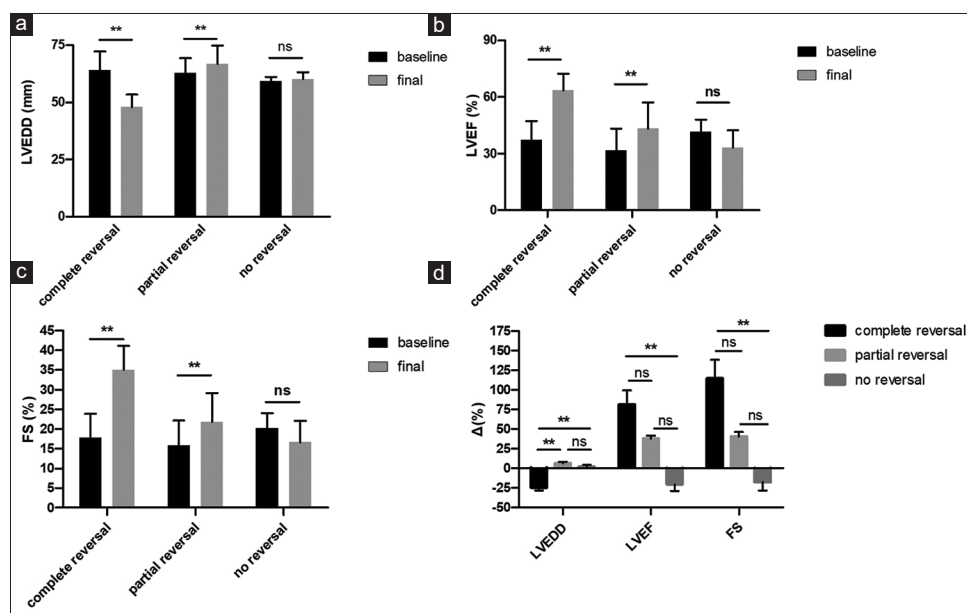 a
**
**
ns
75
50
25
0
LVEDD (mm)
baseline
final
complete reversal
partial reversal
no reversal
b
**
**
ns
90
60
30
0
LVEF (%)
baseline
final
complete reversal
partial reversal
no reversal
c
**
**
ns
45
40
35
30
25
20
15
10
5
0
FS (%)
baseline
final
complete reversal
partial reversal
no reversal
d
**
** ns
**
ns
ns
**
ns
ns
175
150
125
100
75
50
25
0
-25
-50
Δ(%)
complete reversal
partial reversal
no reversal
LVEDD
LVEF
FS